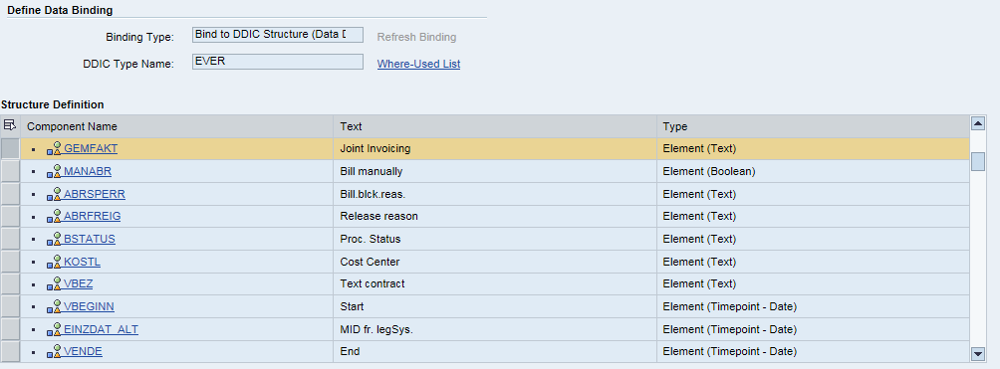 Define Data Binding
Binding Type: Bind to DDIC Structure (Data D Refresh Binding
DDIC Type Name: EVER Where-Used List
Structure Definition
Component Name Text Type
GEMFAKT Joint Invoicing Element (Text)
MANABR Bill manually Element (Boolean)
ABRSPERR Bill.blck.reas. Element (Text)
ABRFREIG Release reason Element (Text)
BSTATUS Proc. Status Element (Text)
KOSTL Cost Center Element (Text)
VBEZ Text contract Element (Text)
VBEGINN Start Element (Timepoint - Date)
EINZDAT_ALT MID fr. legSys. Element (Timepoint - Date)
VENDE End Element (Timepoint - Date)